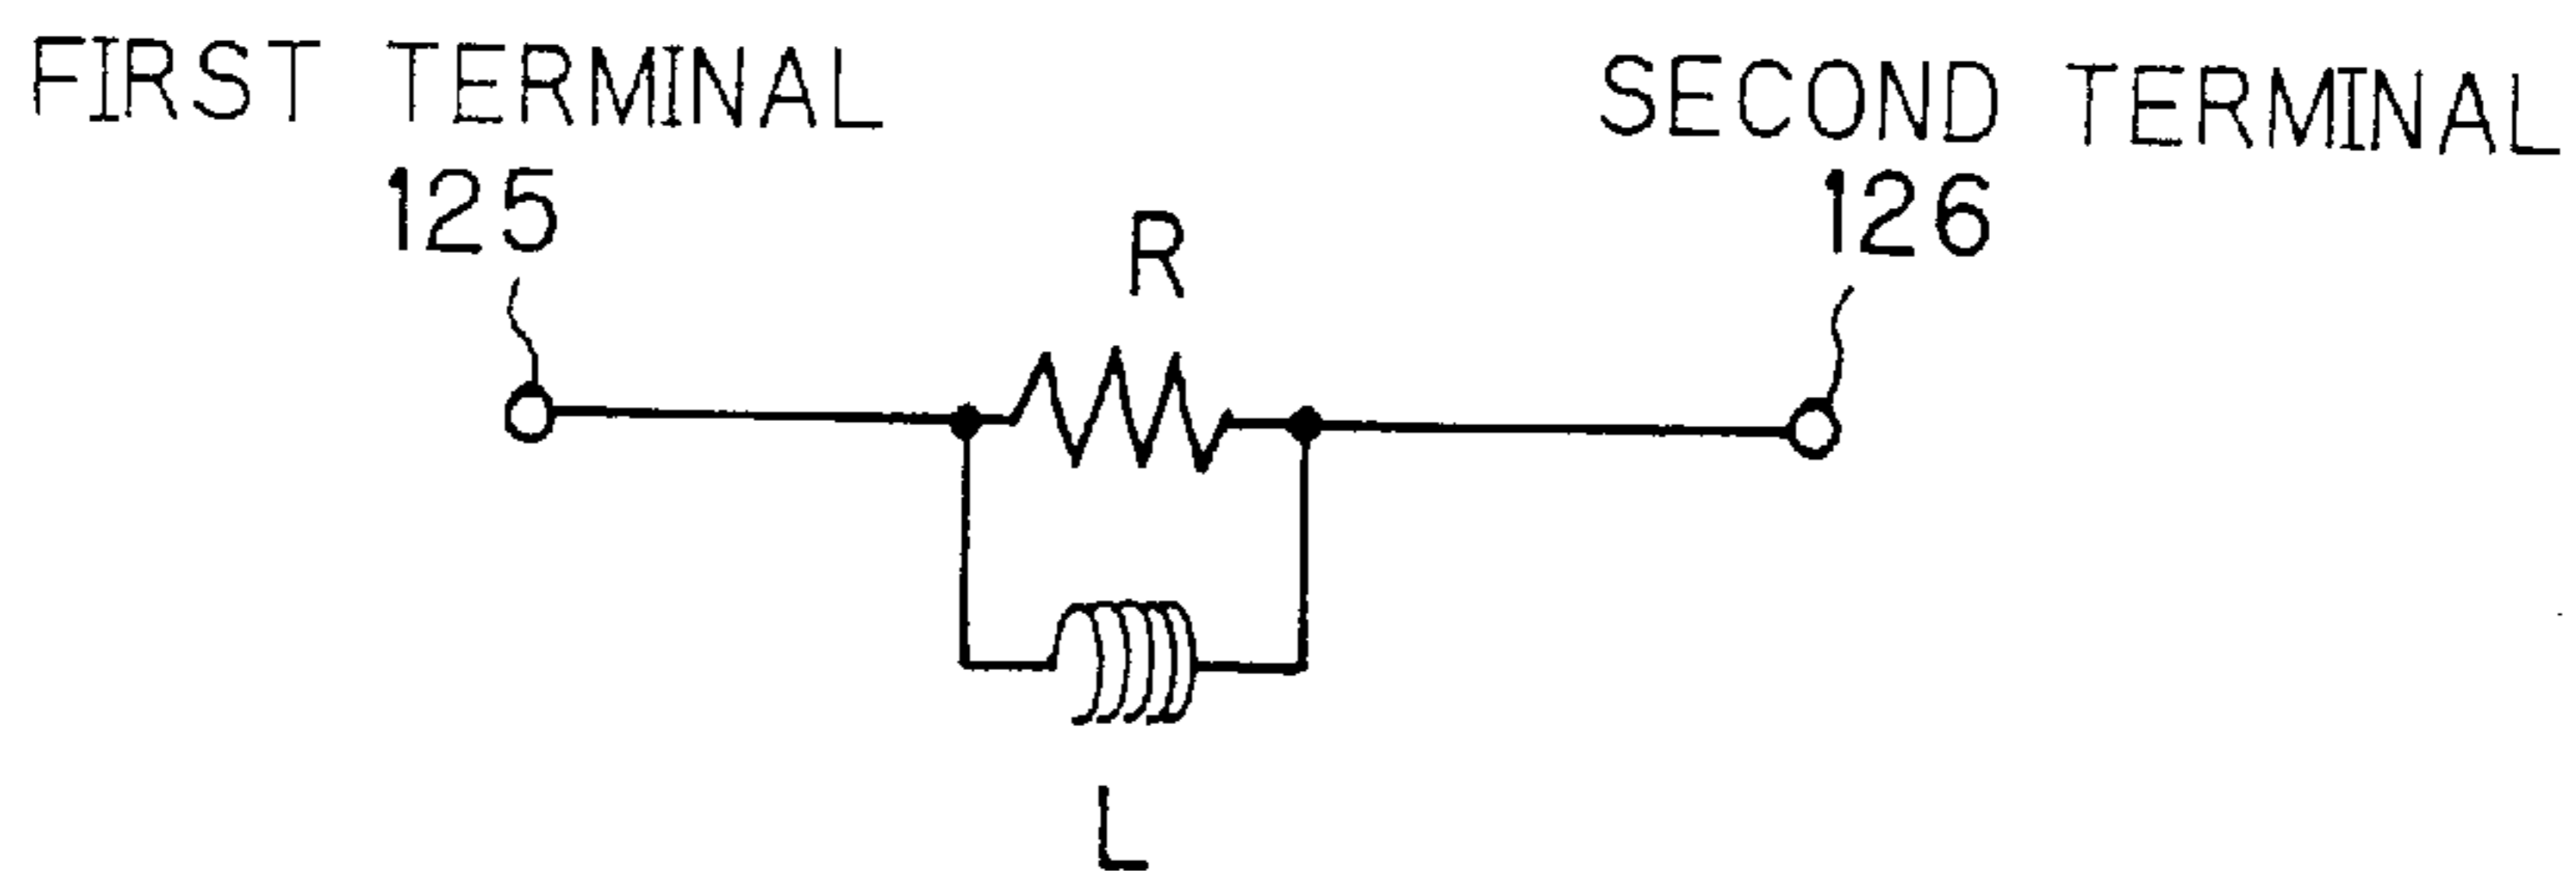 FIRST TERMINAL
125
SECOND TERMINAL
126
R
L